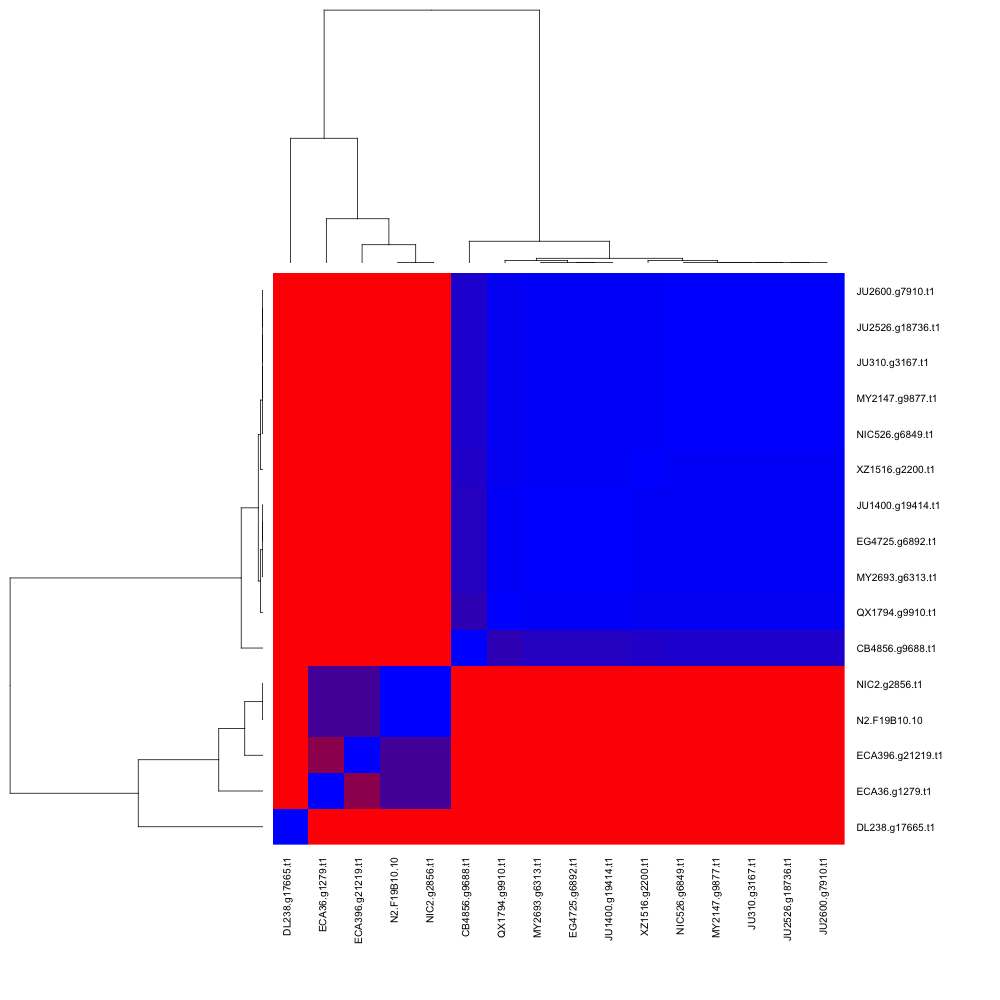 JU2600.g7910.t1
JU2526.g18736.t1
JU310.g3167.t1
MY2147.g9877.t1
NIC526.g6849.t1
XZ1516.g2200.t1
JU1400.g19414.t1
EG4725.g6892.t1
MY2693.g6313.t1
QX1794.g9910.t1
CB4856.g9688.t1
NIC2.g2856.t1
N2.F19B10.10
ECA396.g21219.t1
ECA36.g1279.t1
DL238.g17665.t1
DL238.g17665.t1
ECA36.g1279.t1
ECA396.g21219.t1
N2.F19B10.10
NIC2.g2856.t1
CB4856.g9688.t1
QX1794.g9910.t1
MY2693.g6313.t1
EG4725.g6892.t1
JU1400.g19414.t1
XZ1516.g2200.t1
NIC526.g6849.t1
MY2147.g9877.t1
JU310.g3167.t1
JU2526.g18736.t1
JU2600.g7910.t1